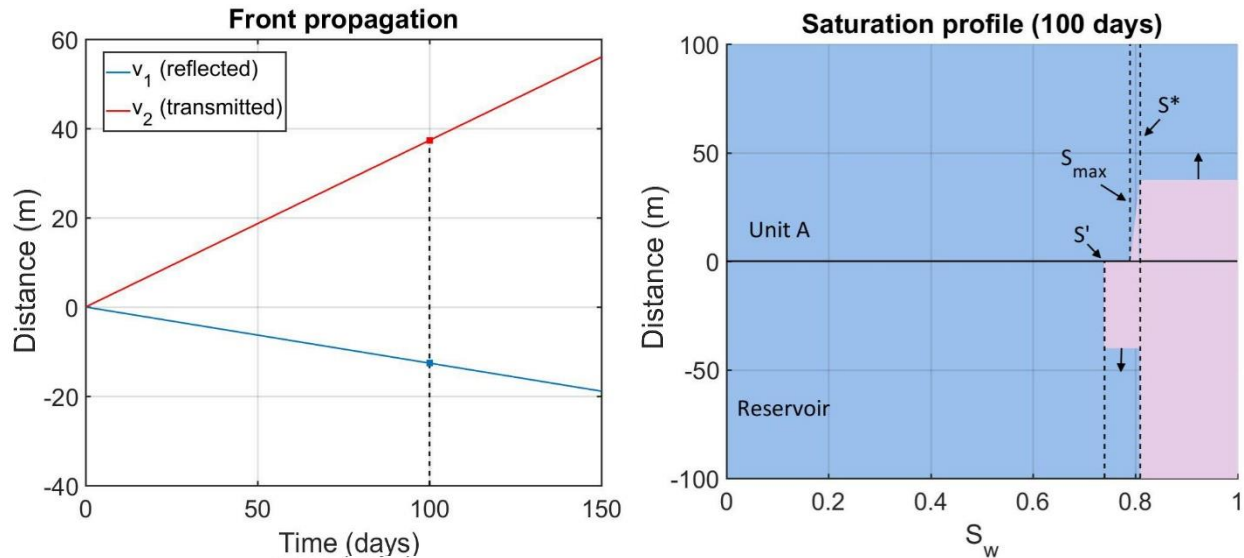 Front propagation
60
40
20
0
-20
-40
Distance (m)
v1 (reflected)
v2 (transmitted)
0
50
100
150
Time (days)
Saturation profile (100 days)
100
50
0
-50
-100
Distance (m)
S*
Smax
S'
Unit A
Reservoir
0
0.2
0.4
0.6
0.8
1
Sw